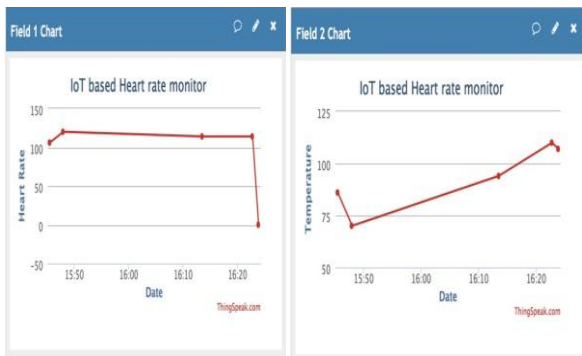 Field 1 Chart
IoT based Heart rate monitor
Heart Rate
150
100
50
0
-50
15:50 16:00 16:10 16:20
Date
ThingSpeak.com
Field 2 Chart
IoT based Heart rate monitor
Temperature
125
100
75
50
15:50 16:00 16:10 16:20
Date
ThingSpeak.com